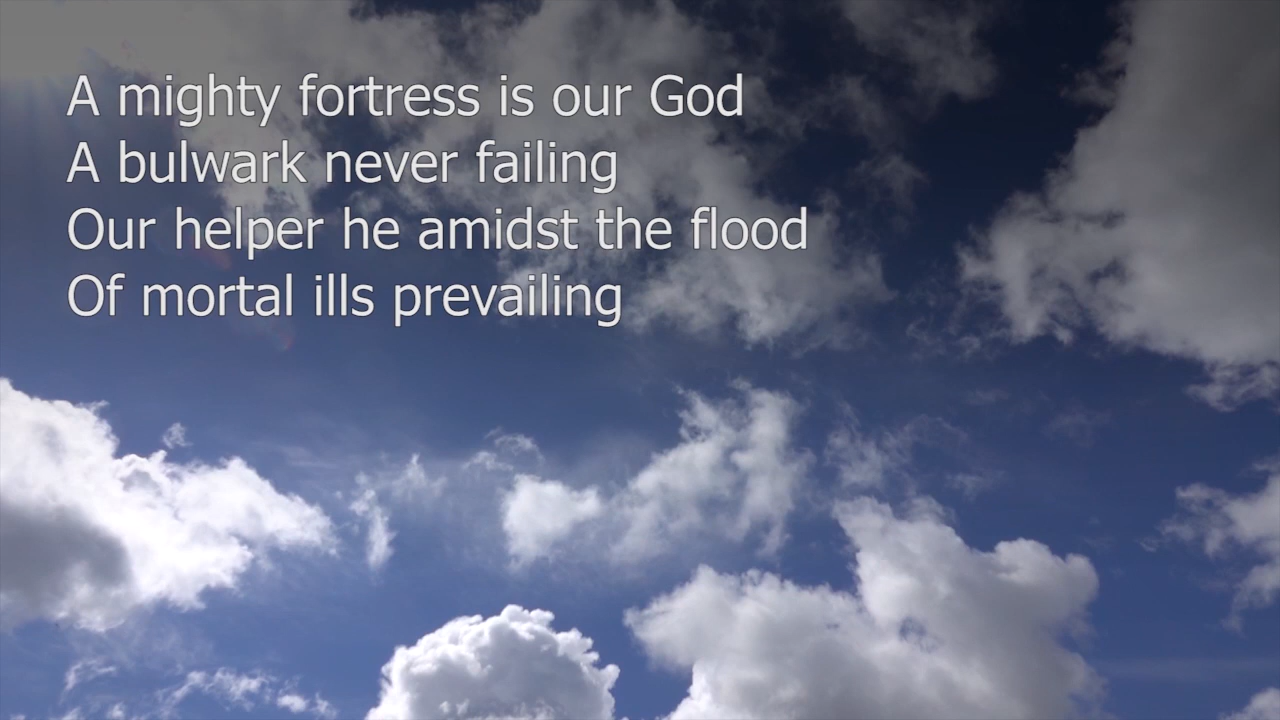 A mighty fortress is our God
A bulwark never failing
Our helper he amidst the flood
Of mortal ills prevailing